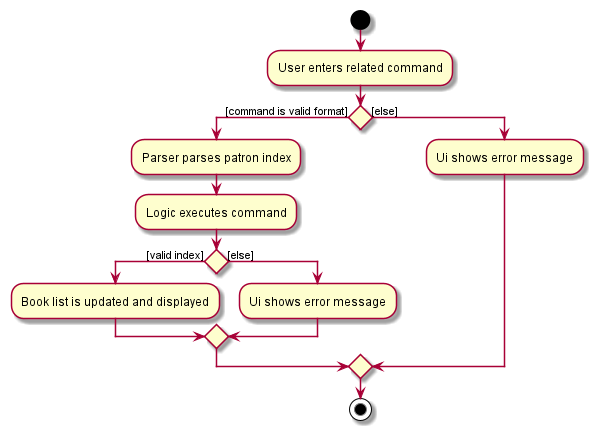 User enters related command
[command is valid format]
[else]
Parser parses patron index
Ui shows error message
Logic executes command
[valid index]
[else]
Book list is updated and displayed
Ui shows error message